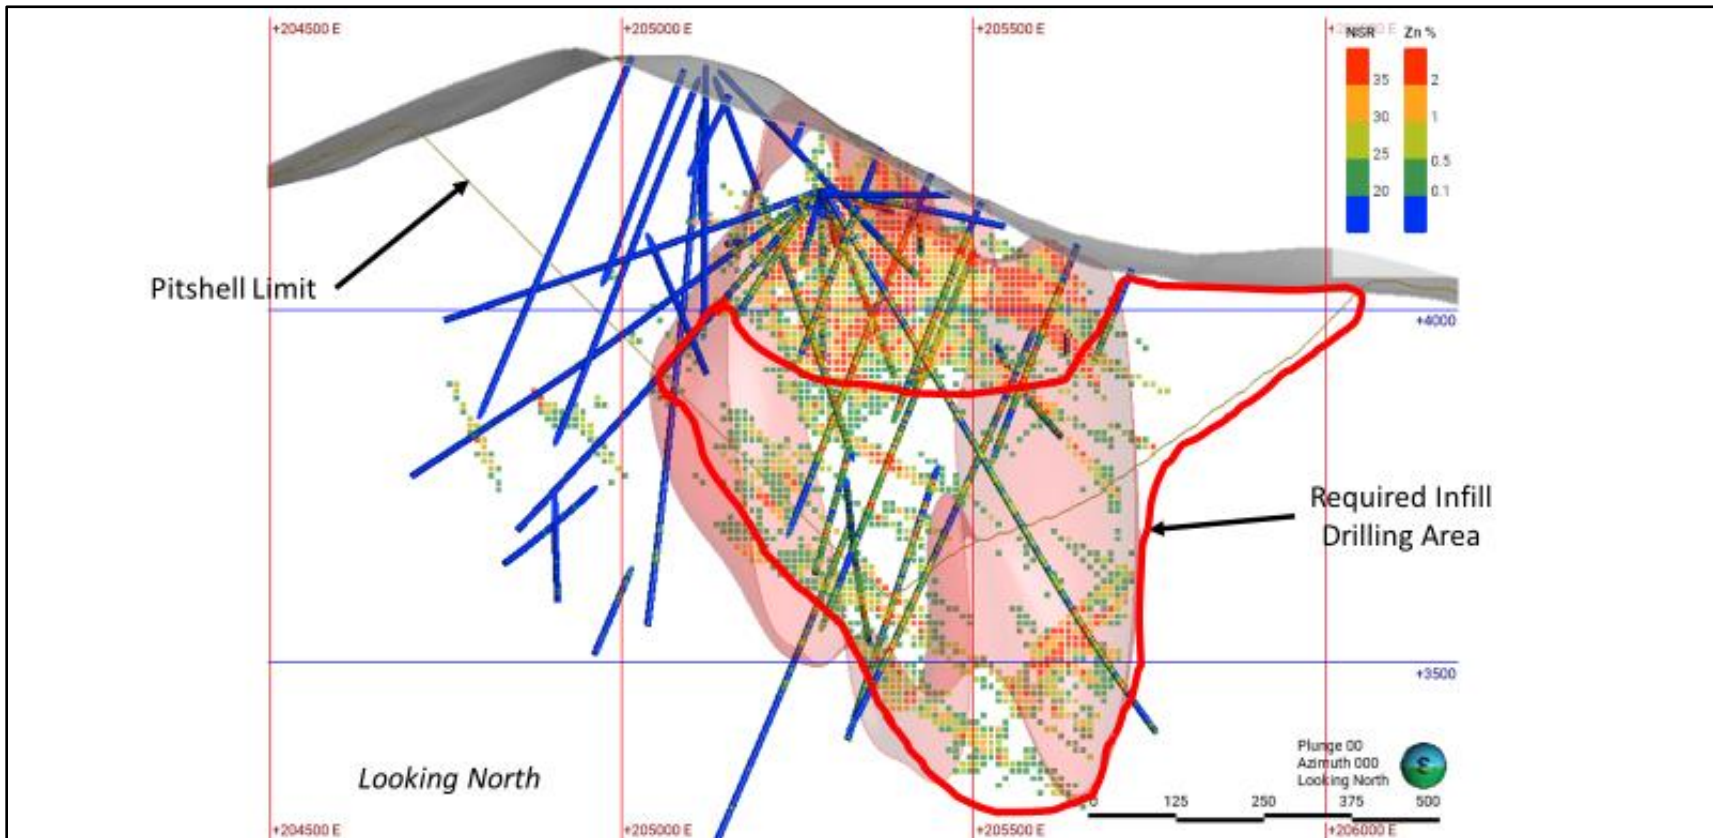 +204500 E
+205000 E
+205500 E
NSR Zn %
35 2
30 1
25 0.5
20 0.1
Pitshell Limit
+4000
Required Infill
Drilling Area
+3500
Looking North
Plunge 00
Azimuth 000
Looking North
0 125 250 375 500
+204500 E
+205000 E
+205500 E
+206000 E